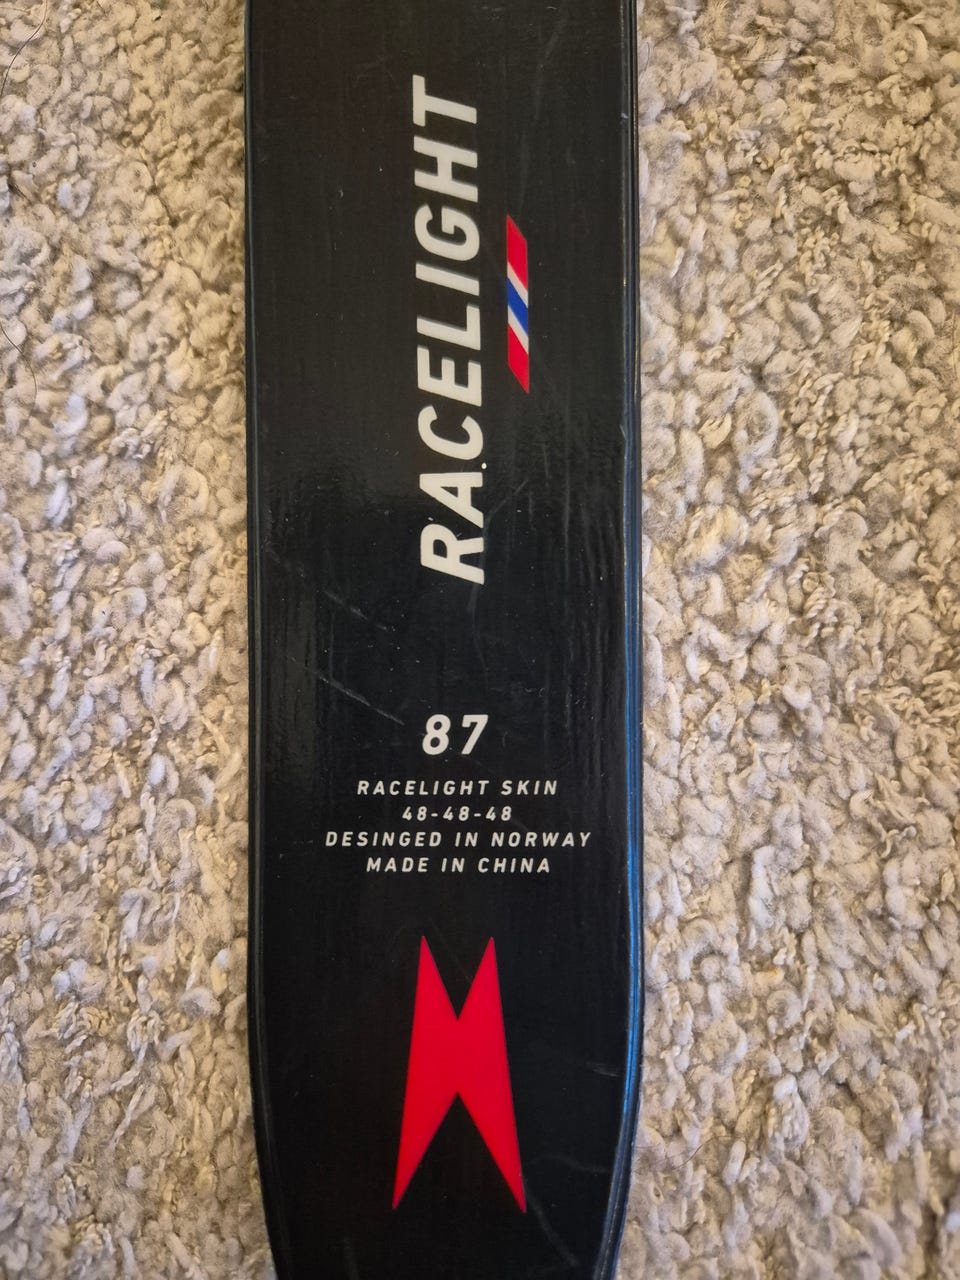 RACELIGHT
87
RACELIGHT SKIN
48-48-48
DESINGED IN NORWAY
MADE IN CHINA